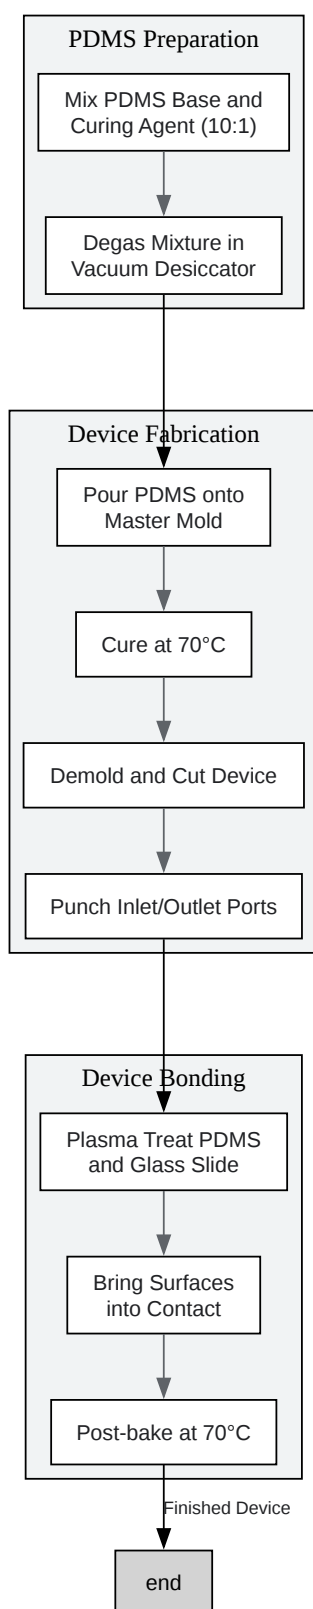 PDMS Preparation
Mix PDMS Base and
Curing Agent (10:1)
Degas Mixture in
Vacuum Desiccator
Device Fabrication
Pour PDMS onto
Master Mold
Cure at 70°C
Demold and Cut Device
Punch Inlet/Outlet Ports
Device Bonding
Plasma Treat PDMS
and Glass Slide
Bring Surfaces
into Contact
Post-bake at 70°C
Finished Device
end